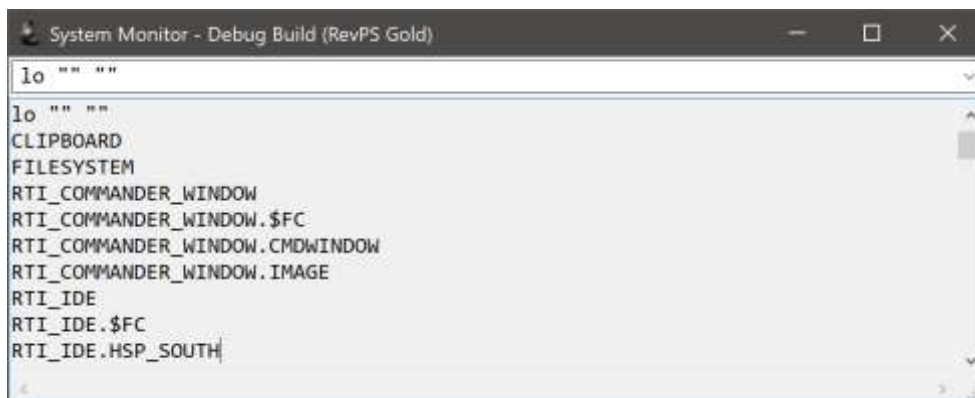 System Monitor - Debug Build (RevPS Gold)
lo "" ""
lo "" ""
CLIPBOARD
FILESYSTEM
RTI_COMMANDER_WINDOW
RTI_COMMANDER_WINDOW.$FC
RTI_COMMANDER_WINDOW.CMDWINDOW
RTI_COMMANDER_WINDOW.IMAGE
RTI_IDE
RTI_IDE.$FC
RTI_IDE.HSP_SOUTH